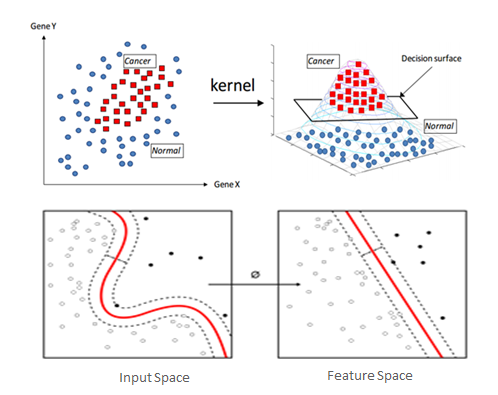 Gene Y
Cancer
Normal
Gene X
kernel
Cancer
Decision surface
Normal
Ø
Input Space
Feature Space